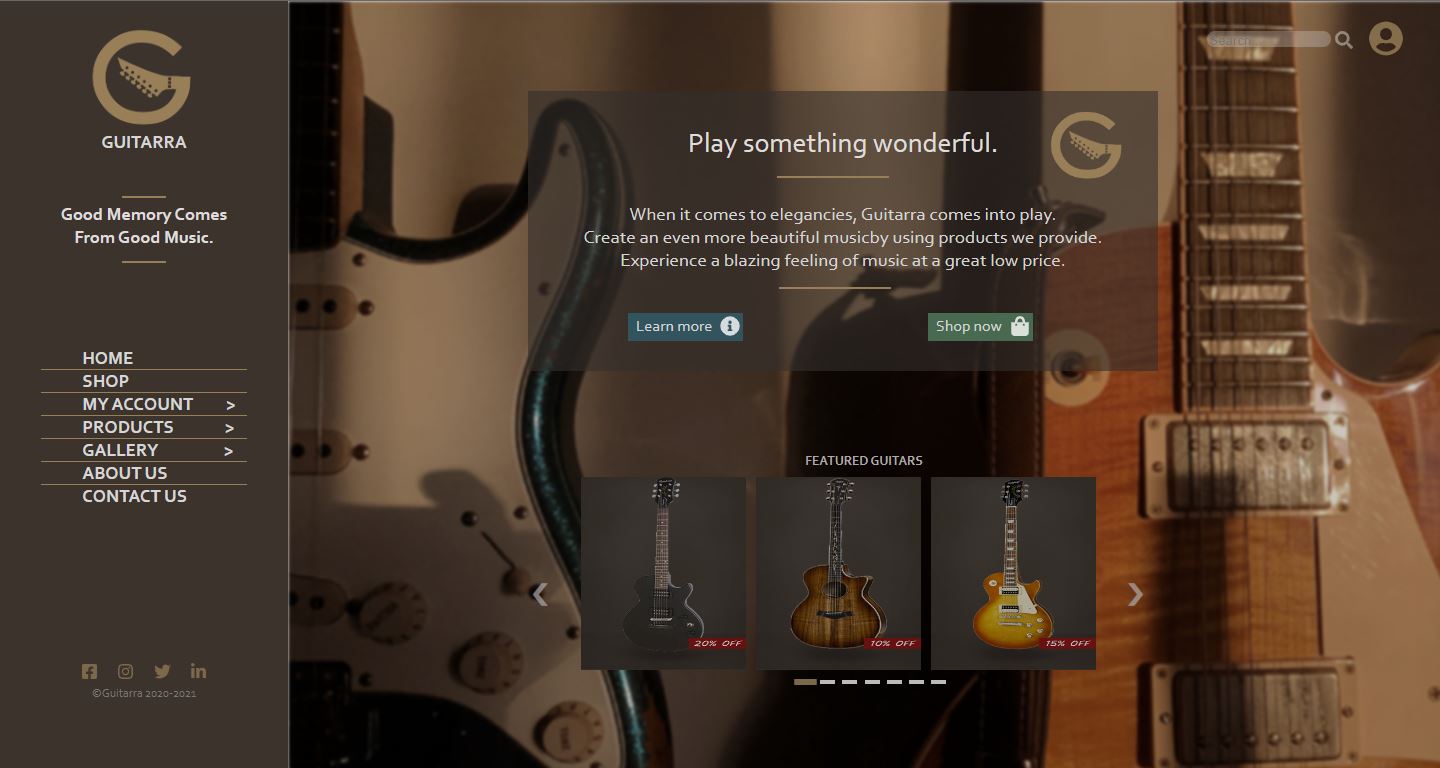 GUITARRA
Good Memory Comes
From Good Music.
HOME
SHOP
MY ACCOUNT >
PRODUCTS >
GALLERY >
ABOUT US
CONTACT US
©Guitarra 2020-2021
Search...
Play something wonderful.
When it comes to elegancies, Guitarra comes into play.
Create an even more beautiful musicby using products we provide.
Experience a blazing feeling of music at a great low price.
Learn more
Shop now
FEATURED GUITARS
20% OFF
10% OFF
15% OFF
TONE